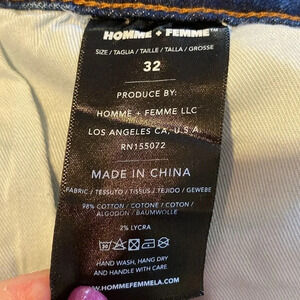 HOMME + FEMME™
SIZE / TAGLIA / TAILLE / TALLA / GROSSE
32
PRODUCE BY:
HOMME + FEMME LLC
LOS ANGELES CA, U.S.A
RN155072
MADE IN CHINA
FABRIC / TESSUTO / TISSUS / TEJIDO / GEWEBE
98% COTTON / COTONE / COTON /
ALGODON / BAUMWOLLE
2% LYCRA
30
HAND WASH, HANG DRY
AND HANDLE WITH CARE
WWW.HOMMEFEMMELA.COM